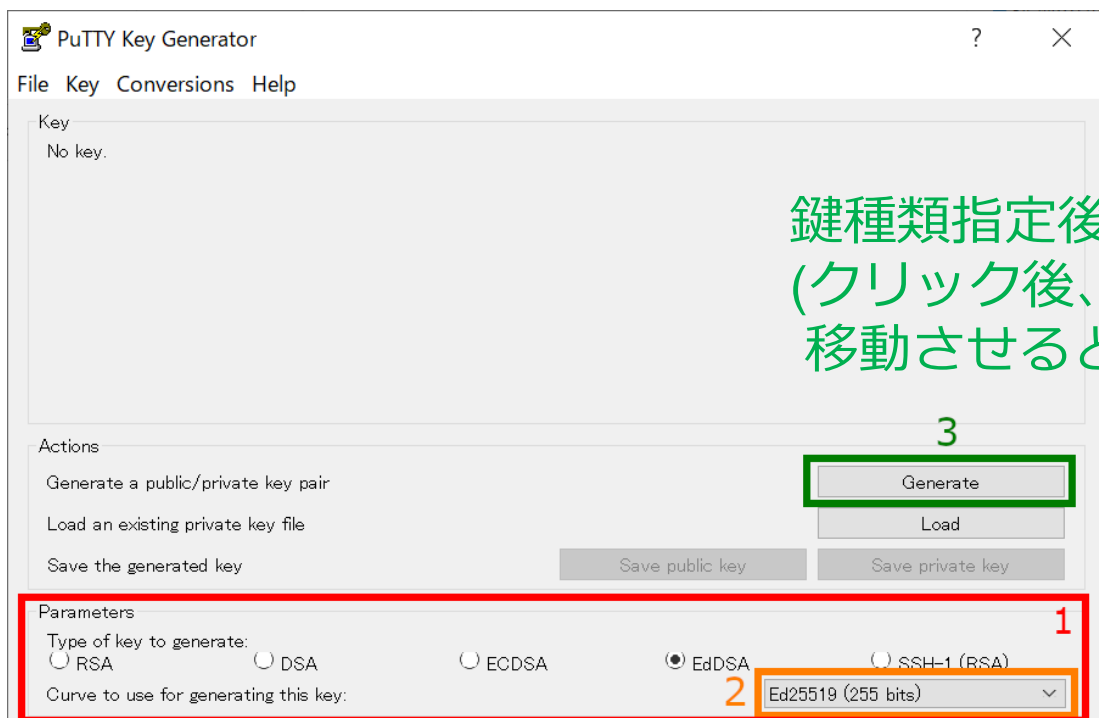 PuTTY Key Generator
File Key Conversions Help
Key
No key.
鍵種類指定後
(クリック後、
移動させると
3
Actions
Generate a public/private key pair
Generate
Load an existing private key file
Load
Save the generated key
Save public key
Save private key
Parameters
1
Type of key to generate:
RSA DSA ECDSA EdDSA SSH-1 (RSA)
Curve to use for generating this key:
2
Ed25519 (255 bits)